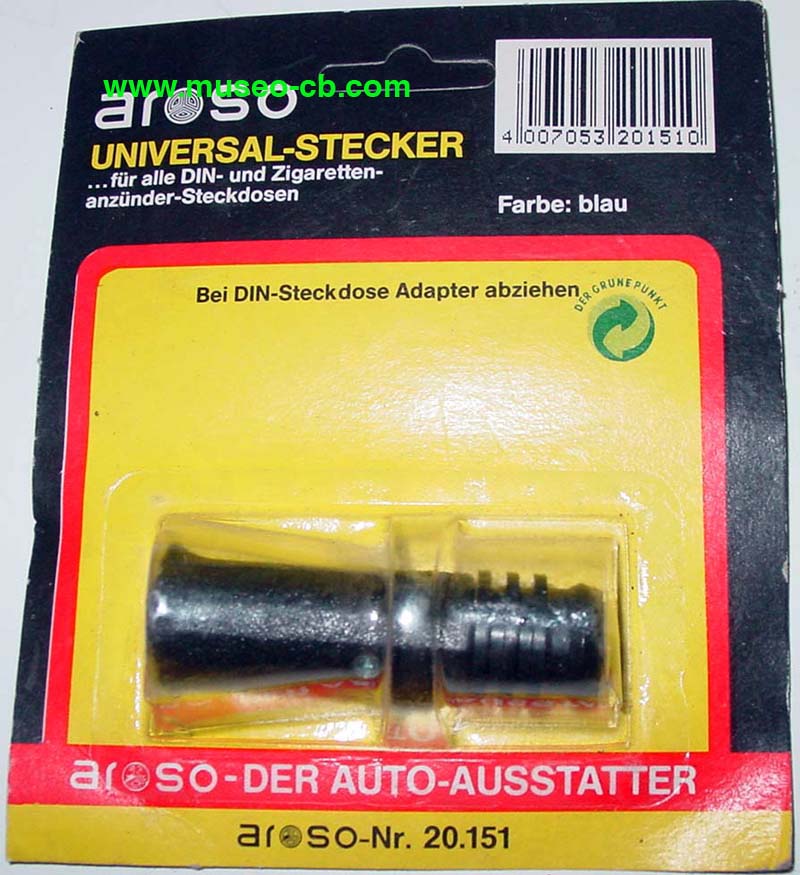 www.museo-cb.com
aroso
UNIVERSAL-STECKER
...für alle DIN- und Zigaretten-
anzünder-Steckdosen
4 007053 201510
Farbe: blau
Bei DIN-Steckdose Adapter abziehen
DER GRÜNE PUNKT
aroso-DER AUTO-AUSSTATTER
aroso-Nr. 20.151